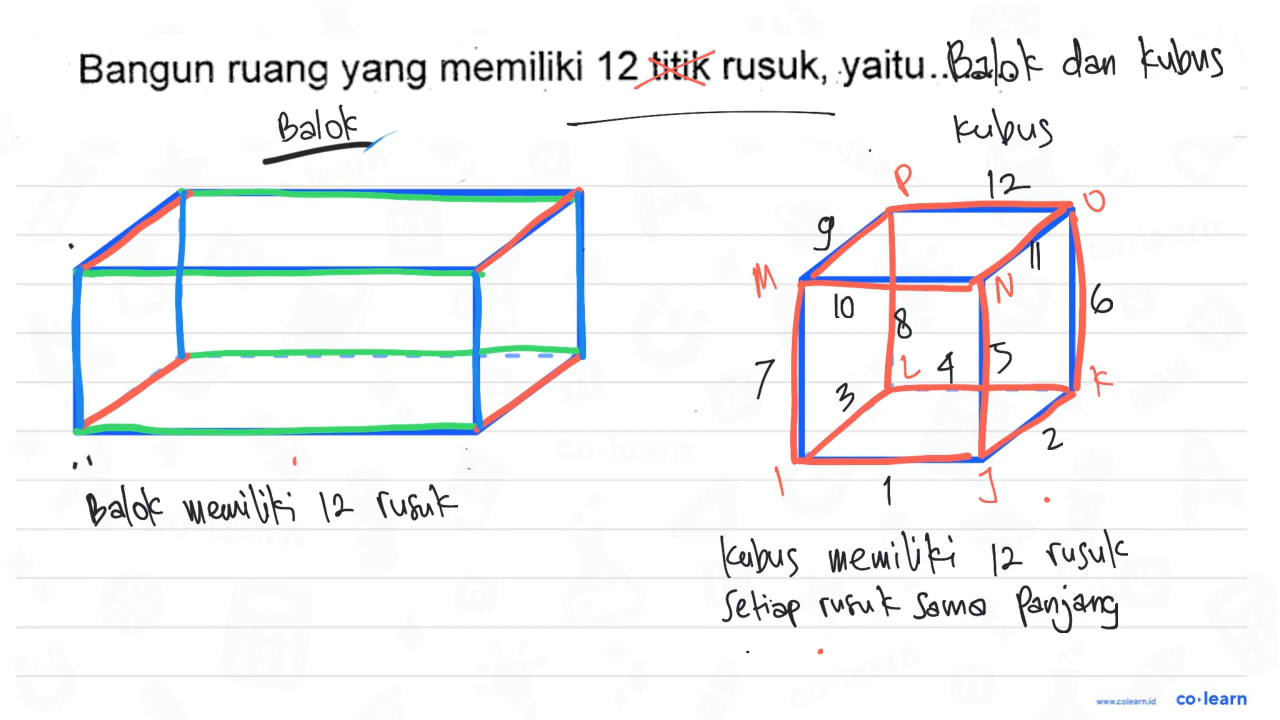 Bangun ruang yang memiliki 12 titik rusuk, yaitu... Balok dan kubus
Balok
kubus
P 12 O
9 11
M N
10 6
8
7 L 4 5 K
3 2
I 1 J
Balok memiliki 12 rusuk
kubus memiliki 12 rusuk
setiap rusuk sama panjang
co·learn
www.colearn.id co·learn